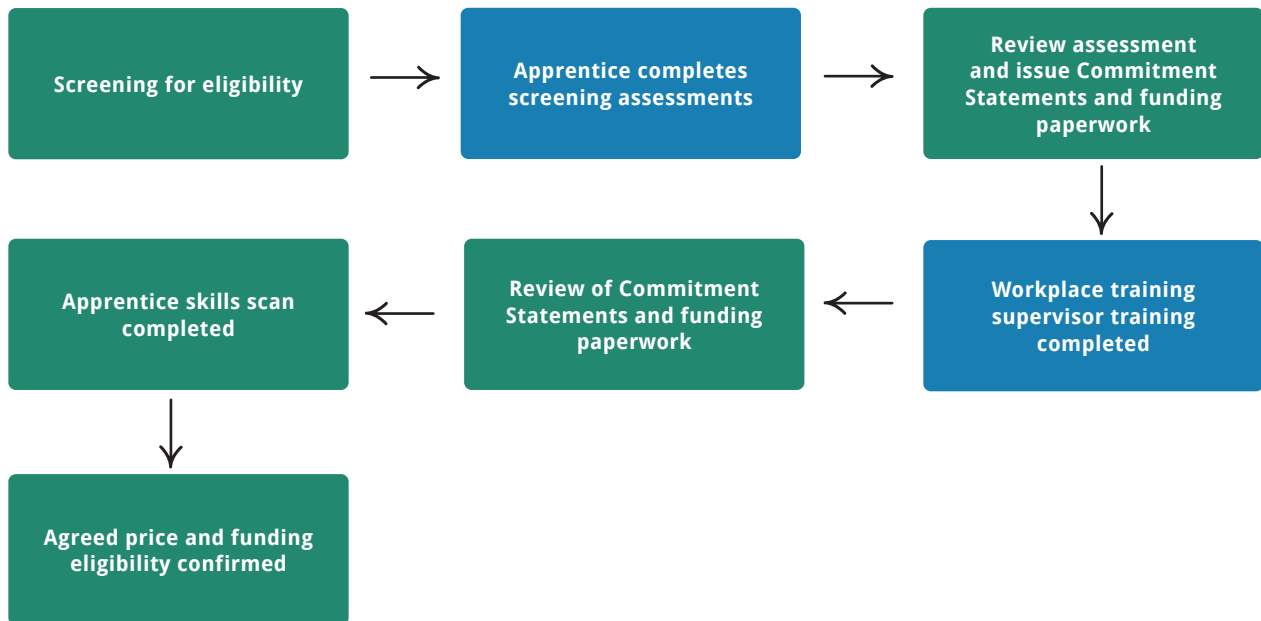 Screening for eligibility
Apprentice completes
screening assessments
Review assessment
and issue Commitment
Statements and funding
paperwork
Apprentice skills scan
completed
Review of Commitment
Statements and funding
paperwork
Workplace training
supervisor training
completed
Agreed price and funding
eligibility confirmed